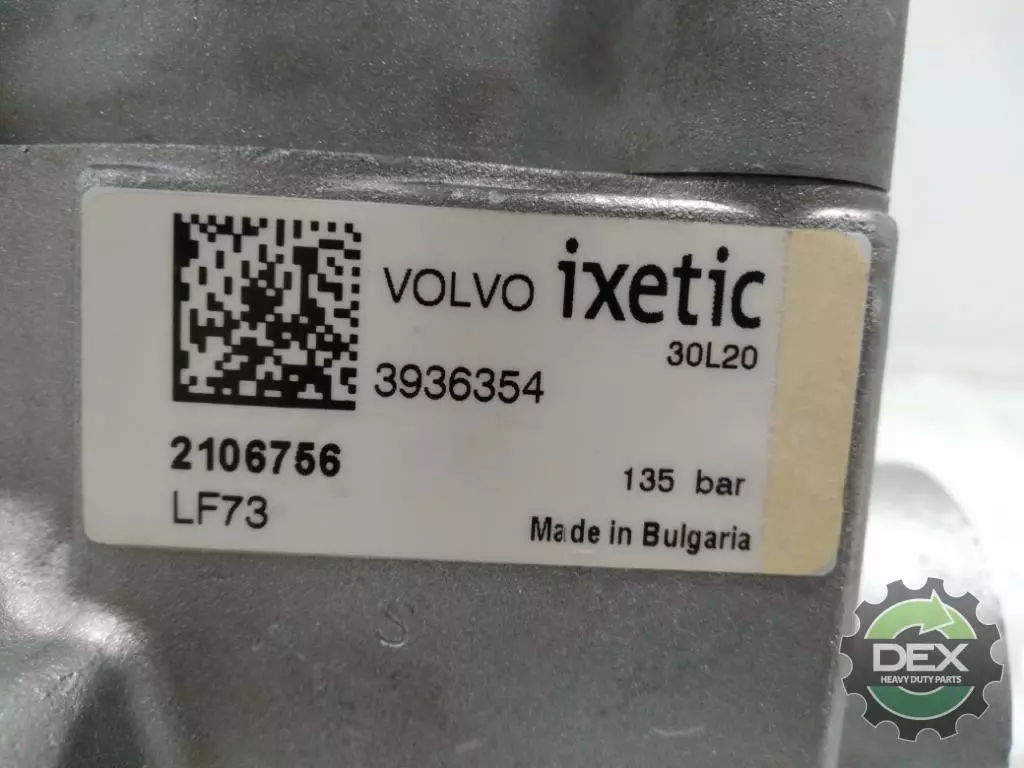 VOLVO ixetic
30L20
3936354
2106756
LF73
135 bar
Made in Bulgaria
S
DEX
HEAVY DUTY PARTS